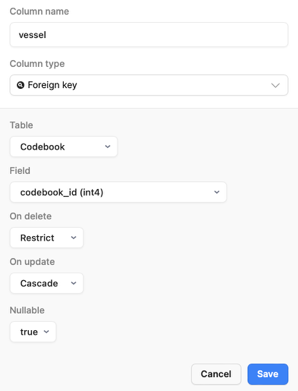 Column name
vessel
Column type
Foreign key
Table
Codebook
Field
codebook_id (int4)
On delete
Restrict
On update
Cascade
Nullable
true
Cancel Save